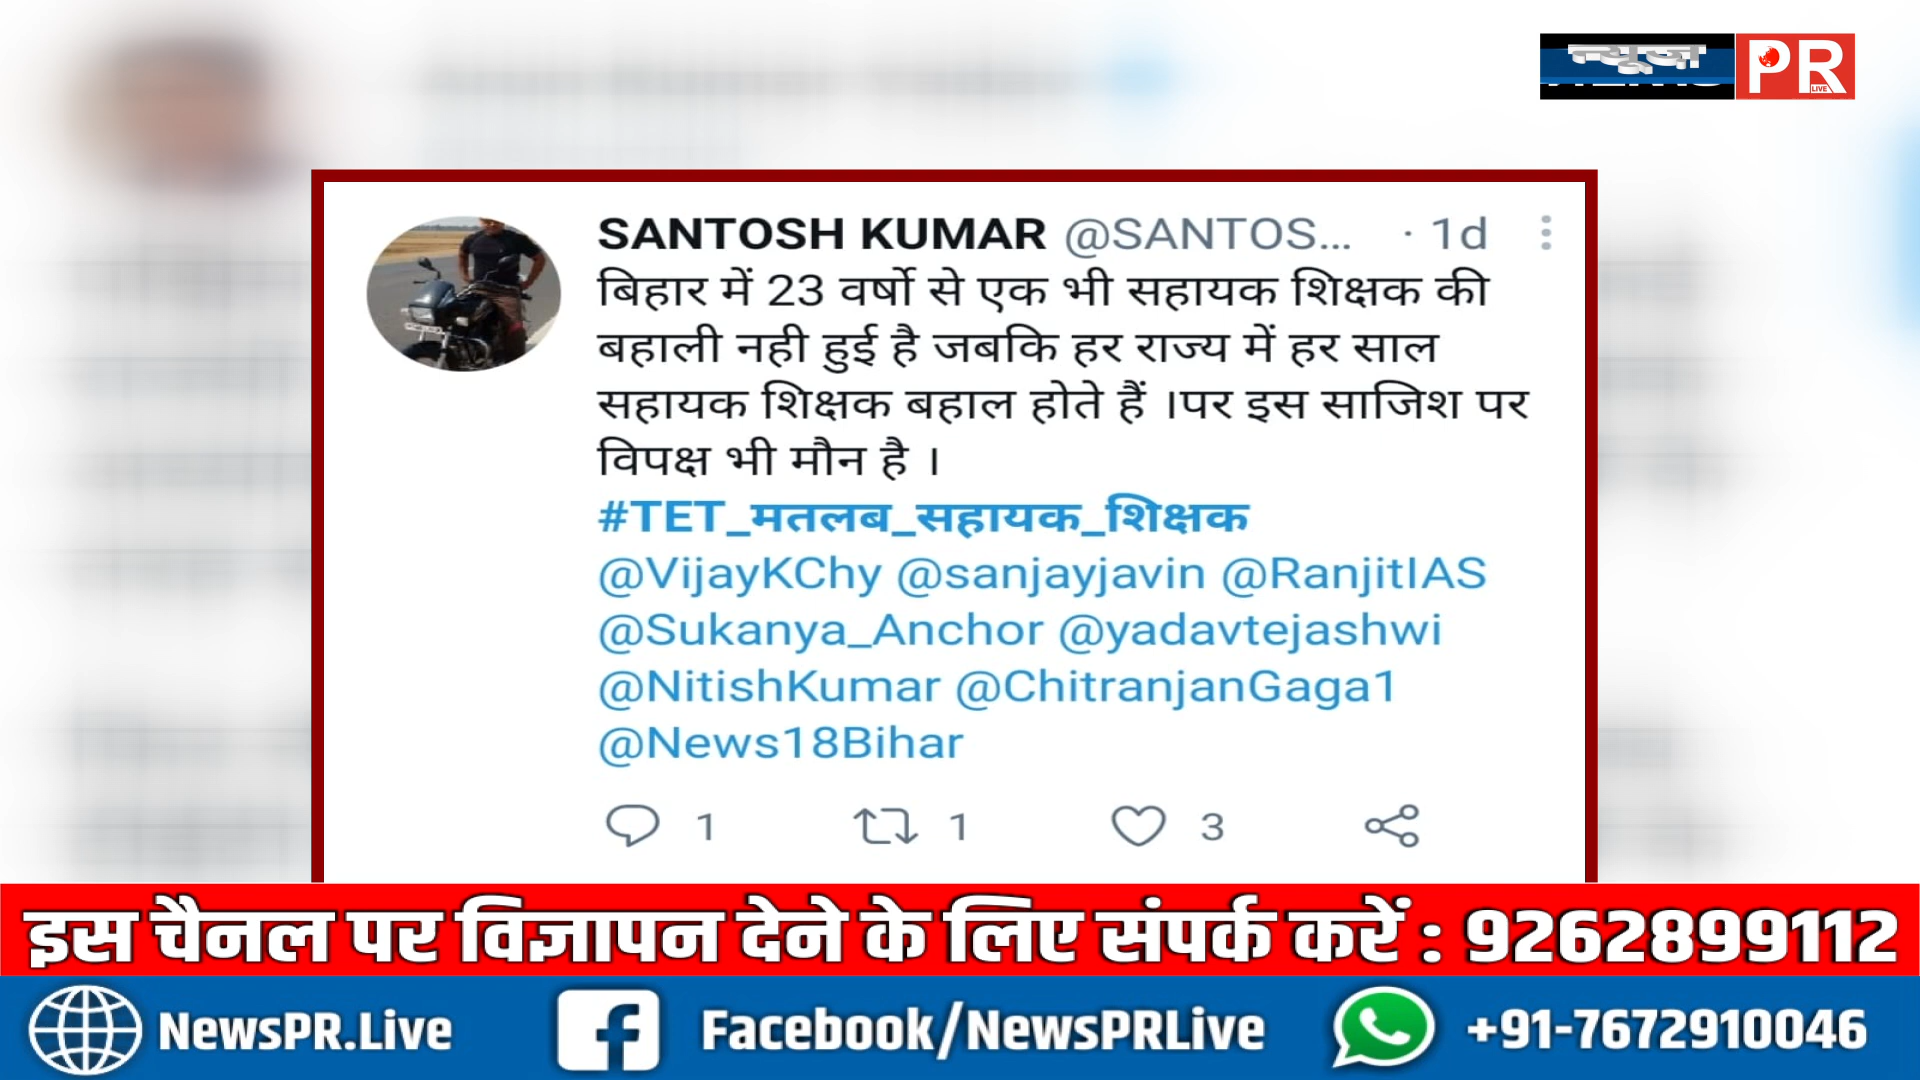 न्यूज़
PR
LIVE
SANTOSH KUMAR @SANTOS... · 1d
बिहार में 23 वर्षो से एक भी सहायक शिक्षक की
बहाली नही हुई है जबकि हर राज्य में हर साल
सहायक शिक्षक बहाल होते हैं ।पर इस साजिश पर
विपक्ष भी मौन है ।
#TET_मतलब_सहायक_शिक्षक
@VijayKChy @sanjayjavin @RanjitIAS
@Sukanya_Anchor @yadavtejashwi
@NitishKumar @ChitranjanGaga1
@News18Bihar
1 1 3
इस चैनल पर विज्ञापन देने के लिए संपर्क करें : 9262899112
NewsPR.Live Facebook/NewsPRLive +91-7672910046